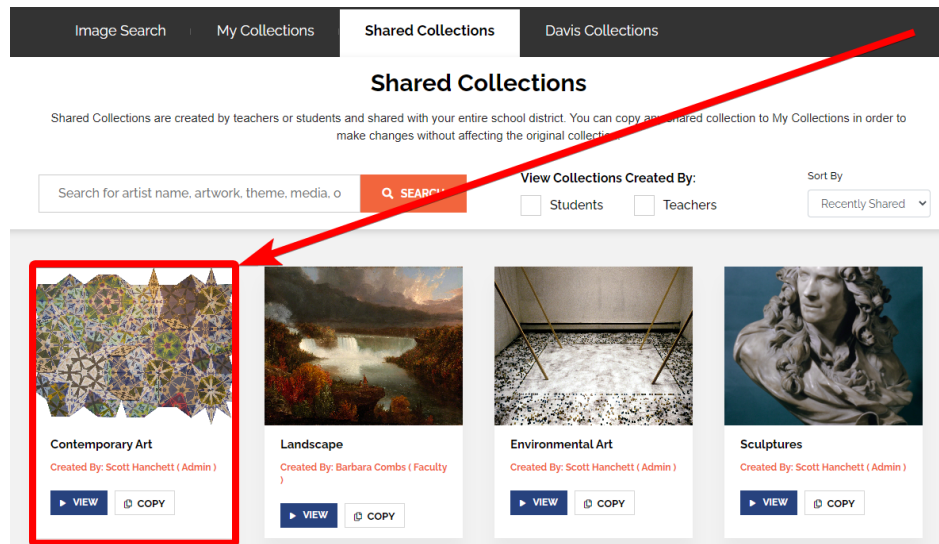 Image Search
My Collections
Shared Collections
Davis Collections
Shared Collections
Shared Collections are created by teachers or students and shared with your entire school district. You can copy any shared collection to My Collections in order to
make changes without affecting the original collection.
Search for artist name, artwork, theme, media, o
SEARCH
View Collections Created By:
Students
Teachers
Sort By
Recently Shared
Contemporary Art
Created By: Scott Hanchett ( Admin )
VIEW
COPY
Landscape
Created By: Barbara Combs ( Faculty
)
VIEW
COPY
Environmental Art
Created By: Scott Hanchett ( Admin )
VIEW
COPY
Sculptures
Created By: Scott Hanchett ( Admin )
VIEW
COPY